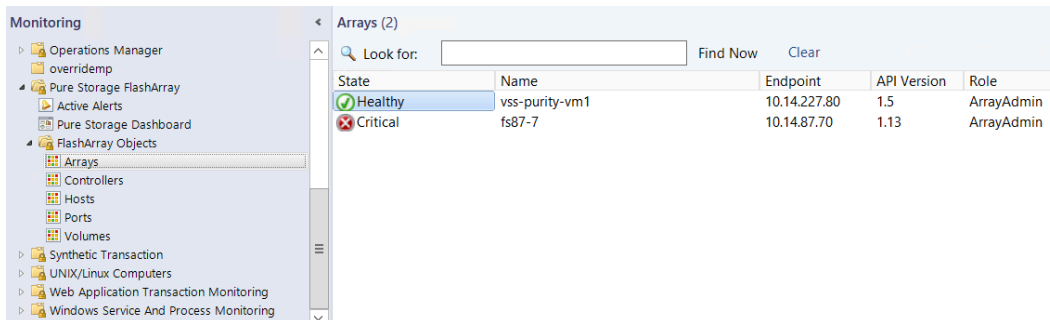 Monitoring
Operations Manager
overridemp
Pure Storage FlashArray
Active Alerts
Pure Storage Dashboard
FlashArray Objects
Arrays
Controllers
Hosts
Ports
Volumes
Synthetic Transaction
UNIX/Linux Computers
Web Application Transaction Monitoring
Windows Service And Process Monitoring
Arrays (2)
Look for: Find Now Clear
State Name Endpoint API Version Role
Healthy vss-purity-vm1 10.14.227.80 1.5 ArrayAdmin
Critical fs87-7 10.14.87.70 1.13 ArrayAdmin